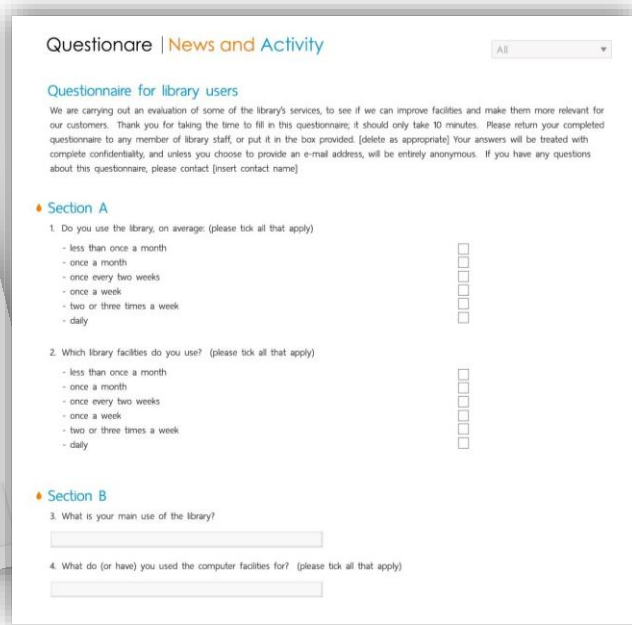 Questionare | News and Activity
All
Questionnaire for library users
We are carrying out an evaluation of some of the library's services, to see if we can improve facilities and make them more relevant for
our customers. Thank you for taking the time to fill in this questionnaire; it should only take 10 minutes. Please return your completed
questionnaire to any member of library staff, or put it in the box provided. [delete as appropriate] Your answers will be treated with
complete confidentiality, and unless you choose to provide an e-mail address, will be entirely anonymous. If you have any questions
about this questionnaire, please contact [insert contact name]
Section A
1. Do you use the library, on average: (please tick all that apply)
- less than once a month
- once a month
- once every two weeks
- once a week
- two or three times a week
- daily
2. Which library facilities do you use? (please tick all that apply)
- less than once a month
- once a month
- once every two weeks
- once a week
- two or three times a week
- daily
Section B
3. What is your main use of the library?
4. What do (or have) you used the computer facilities for? (please tick all that apply)